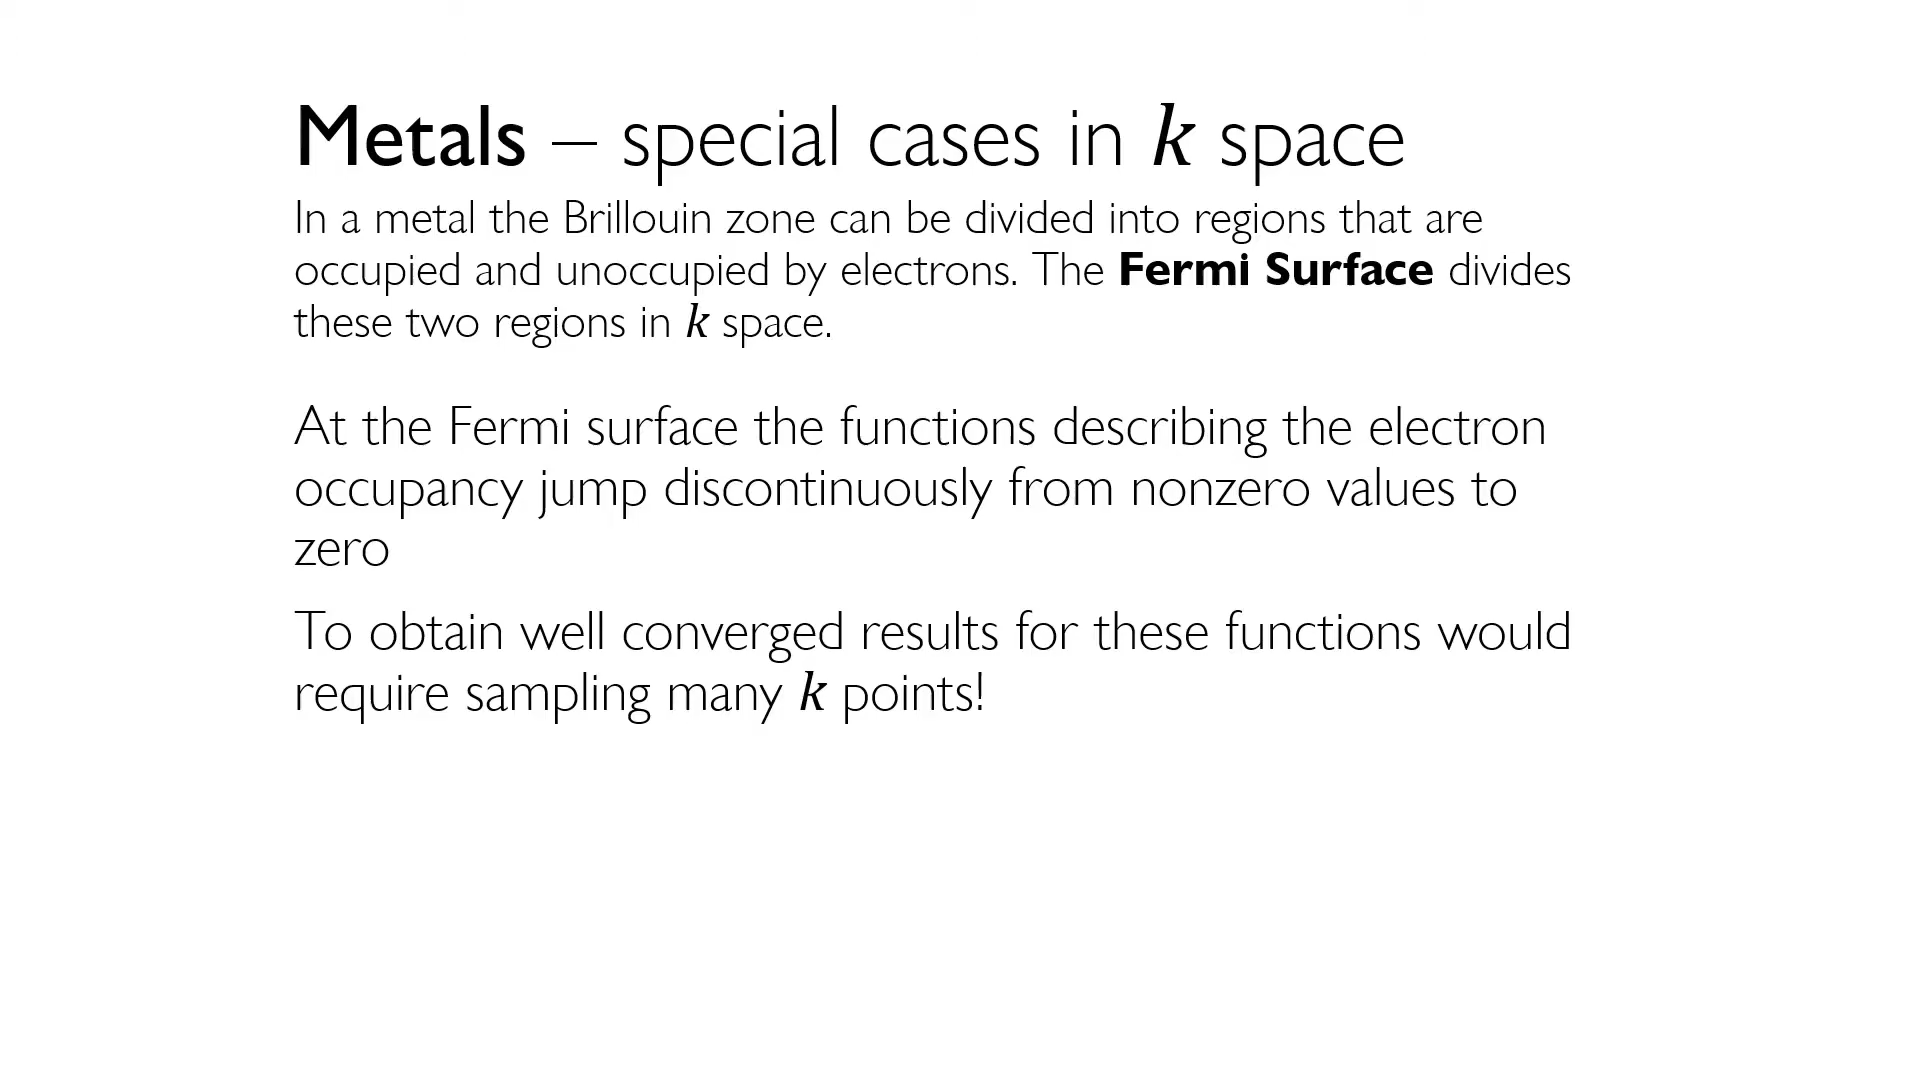 Metals – special cases in k space
In a metal the Brillouin zone can be divided into regions that are
occupied and unoccupied by electrons. The Fermi Surface divides
these two regions in k space.
At the Fermi surface the functions describing the electron
occupancy jump discontinuously from nonzero values to
zero
To obtain well converged results for these functions would
require sampling many k points!